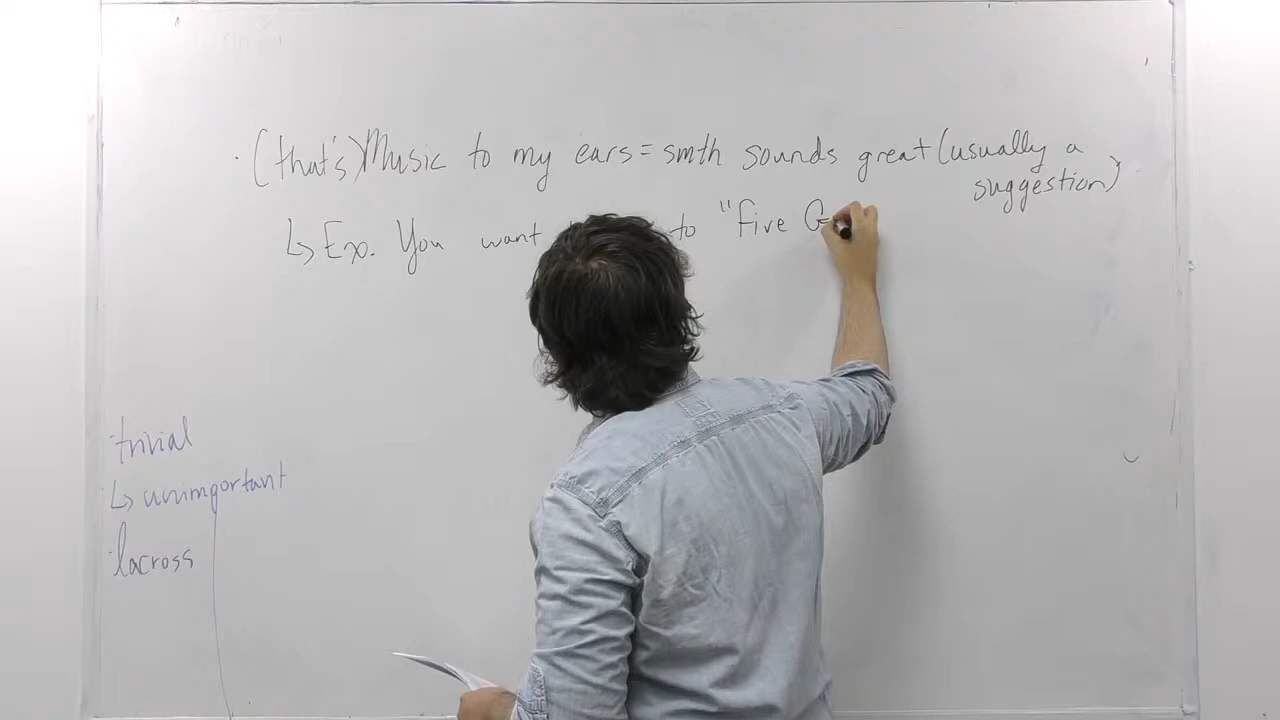 · (that's) Music to my ears = smth sounds great (usually a
suggestion)
↳ Ex. You want to "Five G
trivial
↳ unimportant
lacross